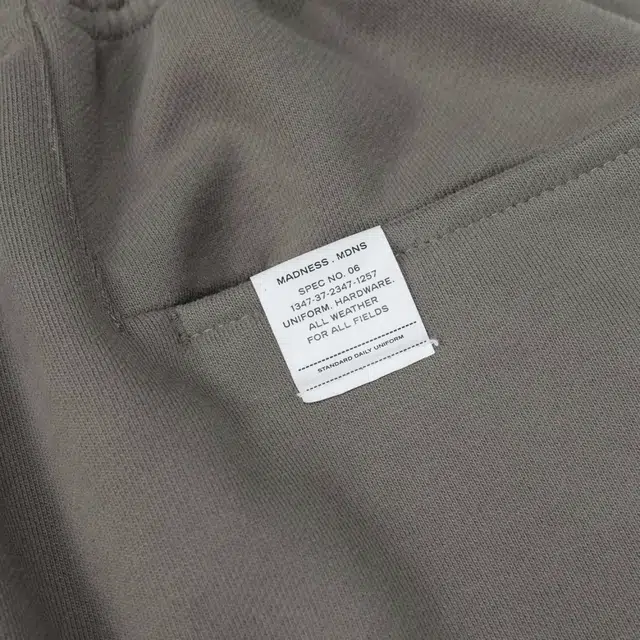 MADNESS . MDNS
SPEC NO. 06
1347-37-2347-1257
UNIFORM. HARDWARE.
ALL WEATHER
FOR ALL FIELDS
STANDARD DAILY UNIFORM